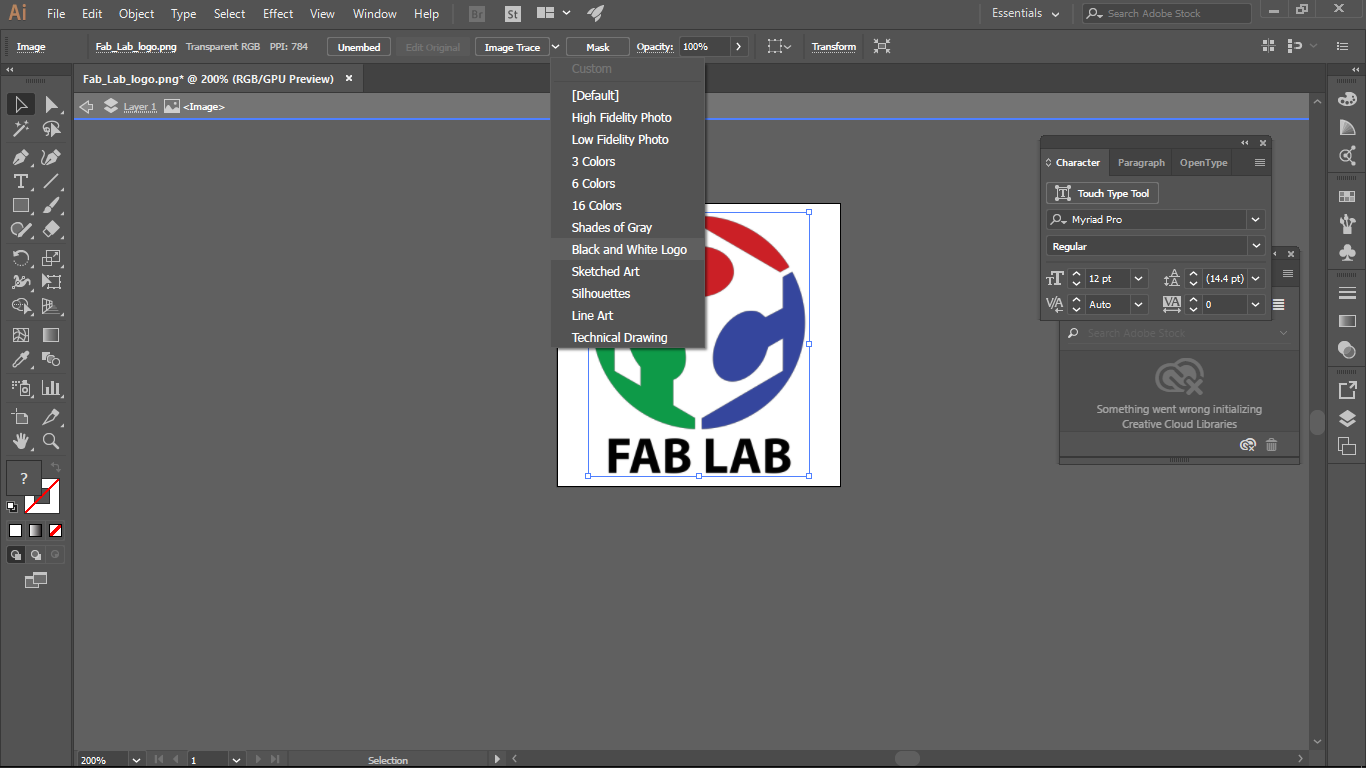 Ai File Edit Object Type Select Effect View Window Help Br St Essentials Search Adobe Stock
Image Fab_Lab_logo.png Transparent RGB PPI: 784 Unembed Edit Original Image Trace Mask Opacity: 100% Transform
Fab_Lab_logo.png* @ 200% (RGB/GPU Preview) ×
Layer 1 <Image>
Custom
[Default]
High Fidelity Photo
Low Fidelity Photo
3 Colors
6 Colors
16 Colors
Shades of Gray
Black and White Logo
Sketched Art
Silhouettes
Line Art
Technical Drawing
FAB LAB
Character Paragraph OpenType
Touch Type Tool
Myriad Pro
Regular
12 pt (14.4 pt)
Auto 0
Search Adobe Stock
Something went wrong initializing
Creative Cloud Libraries
?
200% 1 Selection